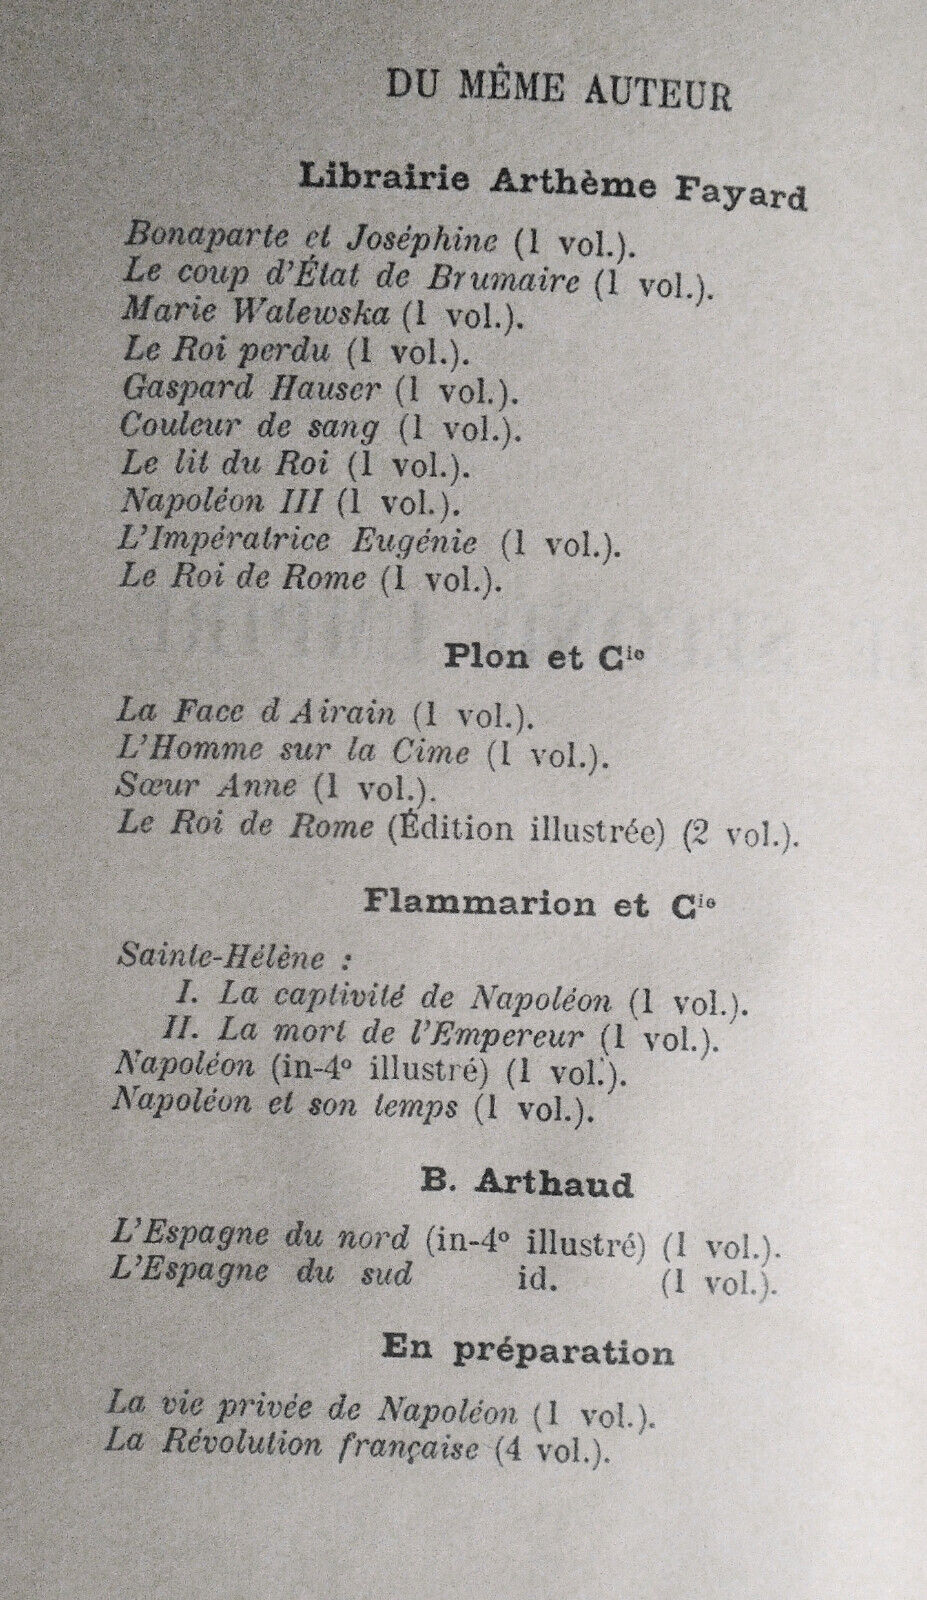 DU MÊME AUTEUR
Librairie Arthème Fayard
Bonaparte et Joséphine (1 vol.).
Le coup d'État de Brumaire (1 vol.).
Marie Walewska (1 vol.).
Le Roi perdu (1 vol.).
Gaspard Hauser (1 vol.).
Couleur de sang (1 vol.).
Le lit du Roi (1 vol.).
Napoléon III (1 vol.).
L'Impératrice Eugénie (1 vol.).
Le Roi de Rome (1 vol.).
Plon et Cie
La Face d Airain (1 vol.).
L'Homme sur la Cime (1 vol.).
Sœur Anne (1 vol.).
Le Roi de Rome (Édition illustrée) (2 vol.).
Flammarion et Cie
Sainte-Hélène :
I. La captivité de Napoléon (1 vol.).
II. La mort de l'Empereur (1 vol.).
Napoléon (in-4º illustré) (1 vol.).
Napoléon et son temps (1 vol.).
B. Arthaud
L'Espagne du nord (in-4º illustré) (1 vol.).
L'Espagne du sud id. (1 vol.).
En préparation
La vie privée de Napoléon (1 vol.).
La Révolution française (4 vol.).